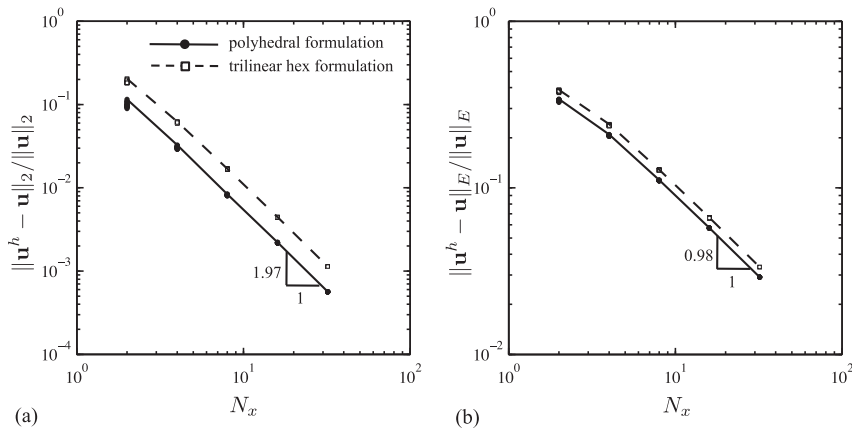 10^0
10^-1
10^-2
10^-3
10^-4
‖u^h − u‖_2/‖u‖_2
polyhedral formulation
trilinear hex formulation
1.97
1
10^0
10^1
10^2
N_x
(a)
10^0
10^-1
10^-2
‖u^h − u‖_E/‖u‖_E
0.98
1
10^0
10^1
10^2
N_x
(b)